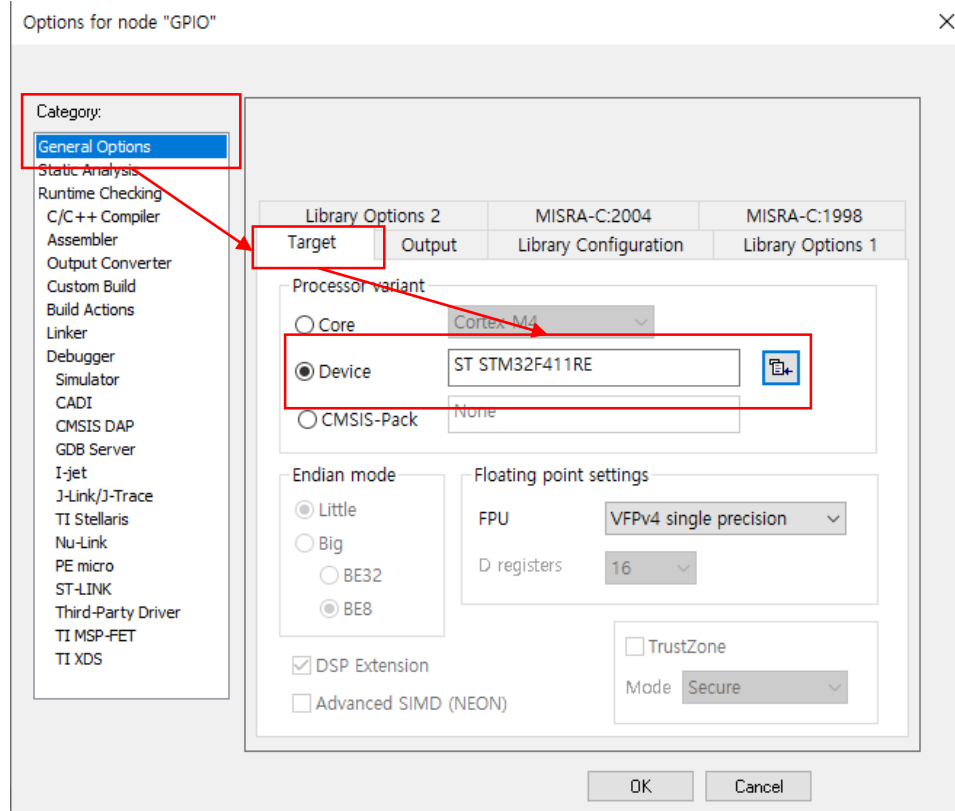 Options for node "GPIO"
Category:
General Options
Static Analysis
Runtime Checking
C/C++ Compiler
Assembler
Output Converter
Custom Build
Build Actions
Linker
Debugger
Simulator
CADI
CMSIS DAP
GDB Server
I-jet
J-Link/J-Trace
TI Stellaris
Nu-Link
PE micro
ST-LINK
Third-Party Driver
TI MSP-FET
TI XDS
Library Options 2 MISRA-C:2004 MISRA-C:1998
Target Output Library Configuration Library Options 1
Processor variant
Core Cortex-M4
Device ST STM32F411RE
CMSIS-Pack None
Endian mode
Little
Big
BE32
BE8
Floating point settings
FPU VFPv4 single precision
D registers 16
DSP Extension
Advanced SIMD (NEON)
TrustZone
Mode Secure
OK Cancel